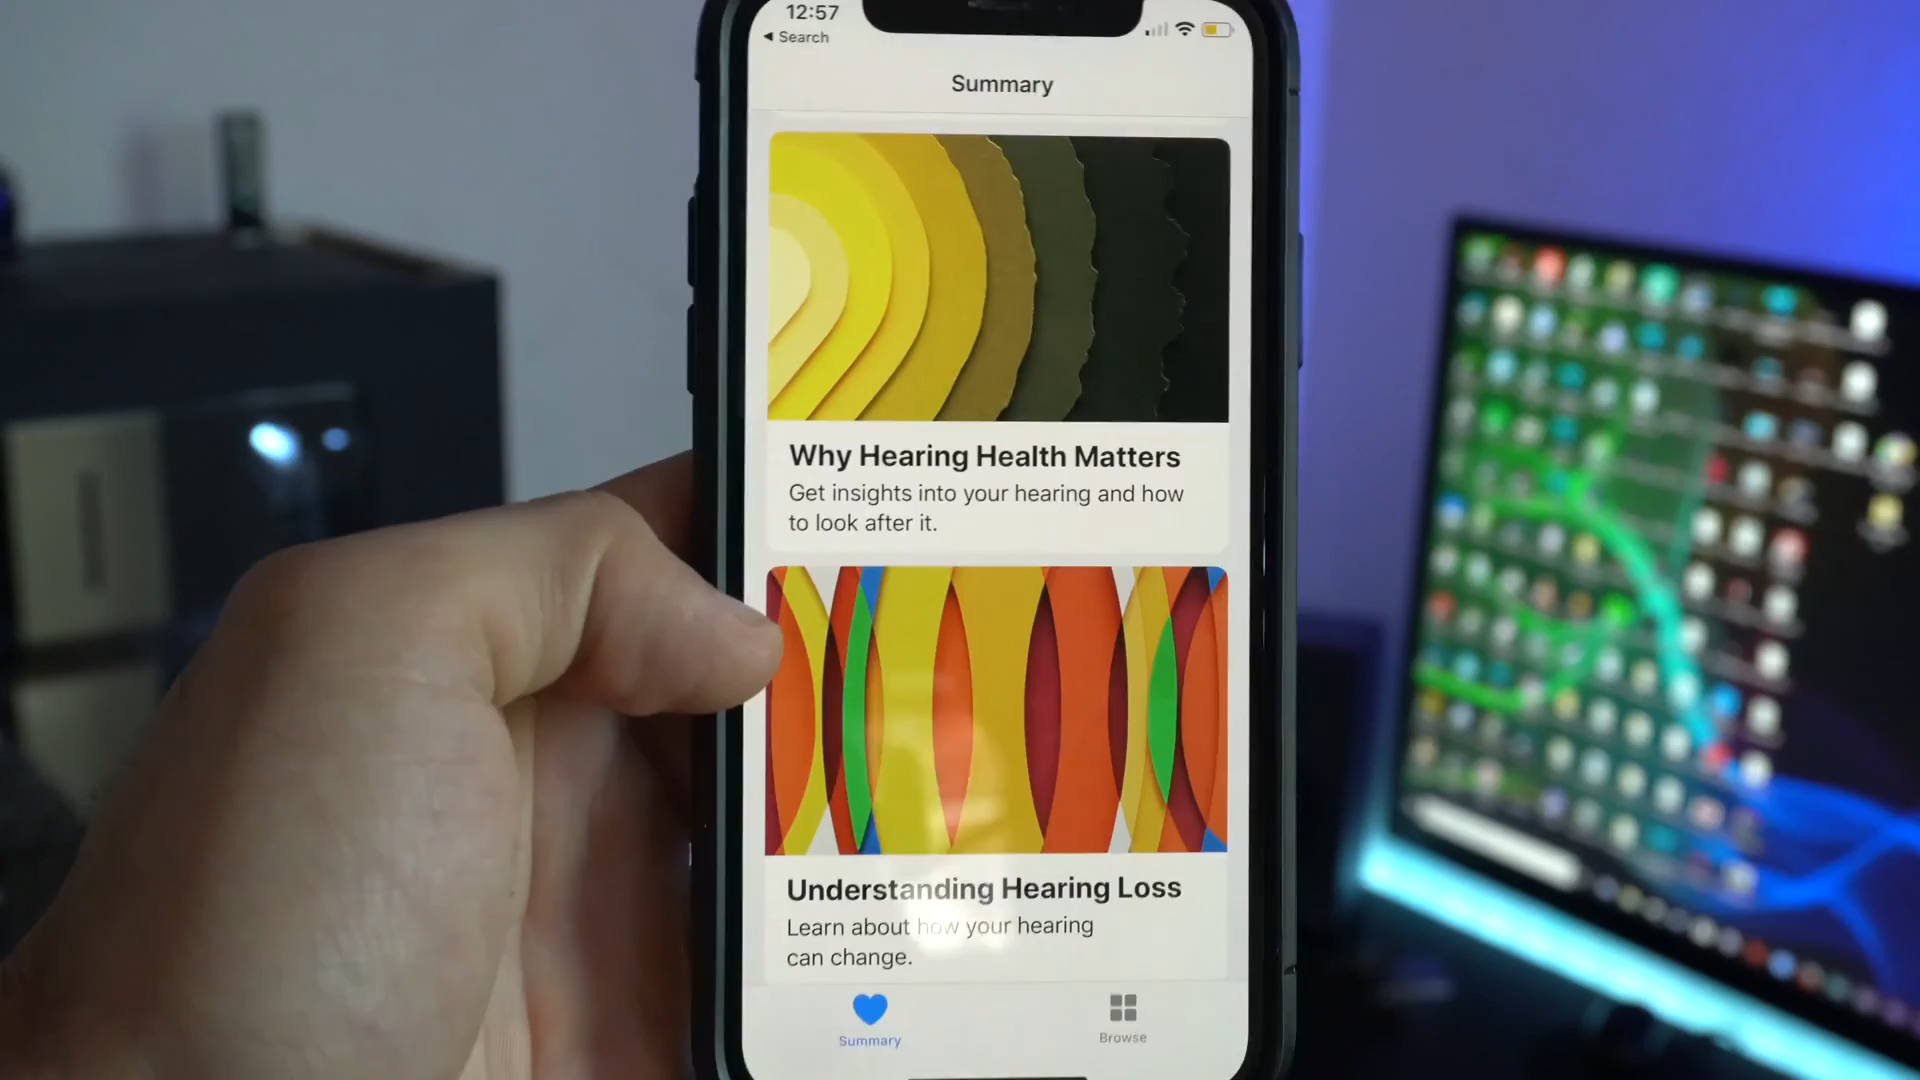 12:57
◀ Search
Summary
Why Hearing Health Matters
Get insights into your hearing and how
to look after it.
Understanding Hearing Loss
Learn about how your hearing
can change.
Summary
Browse